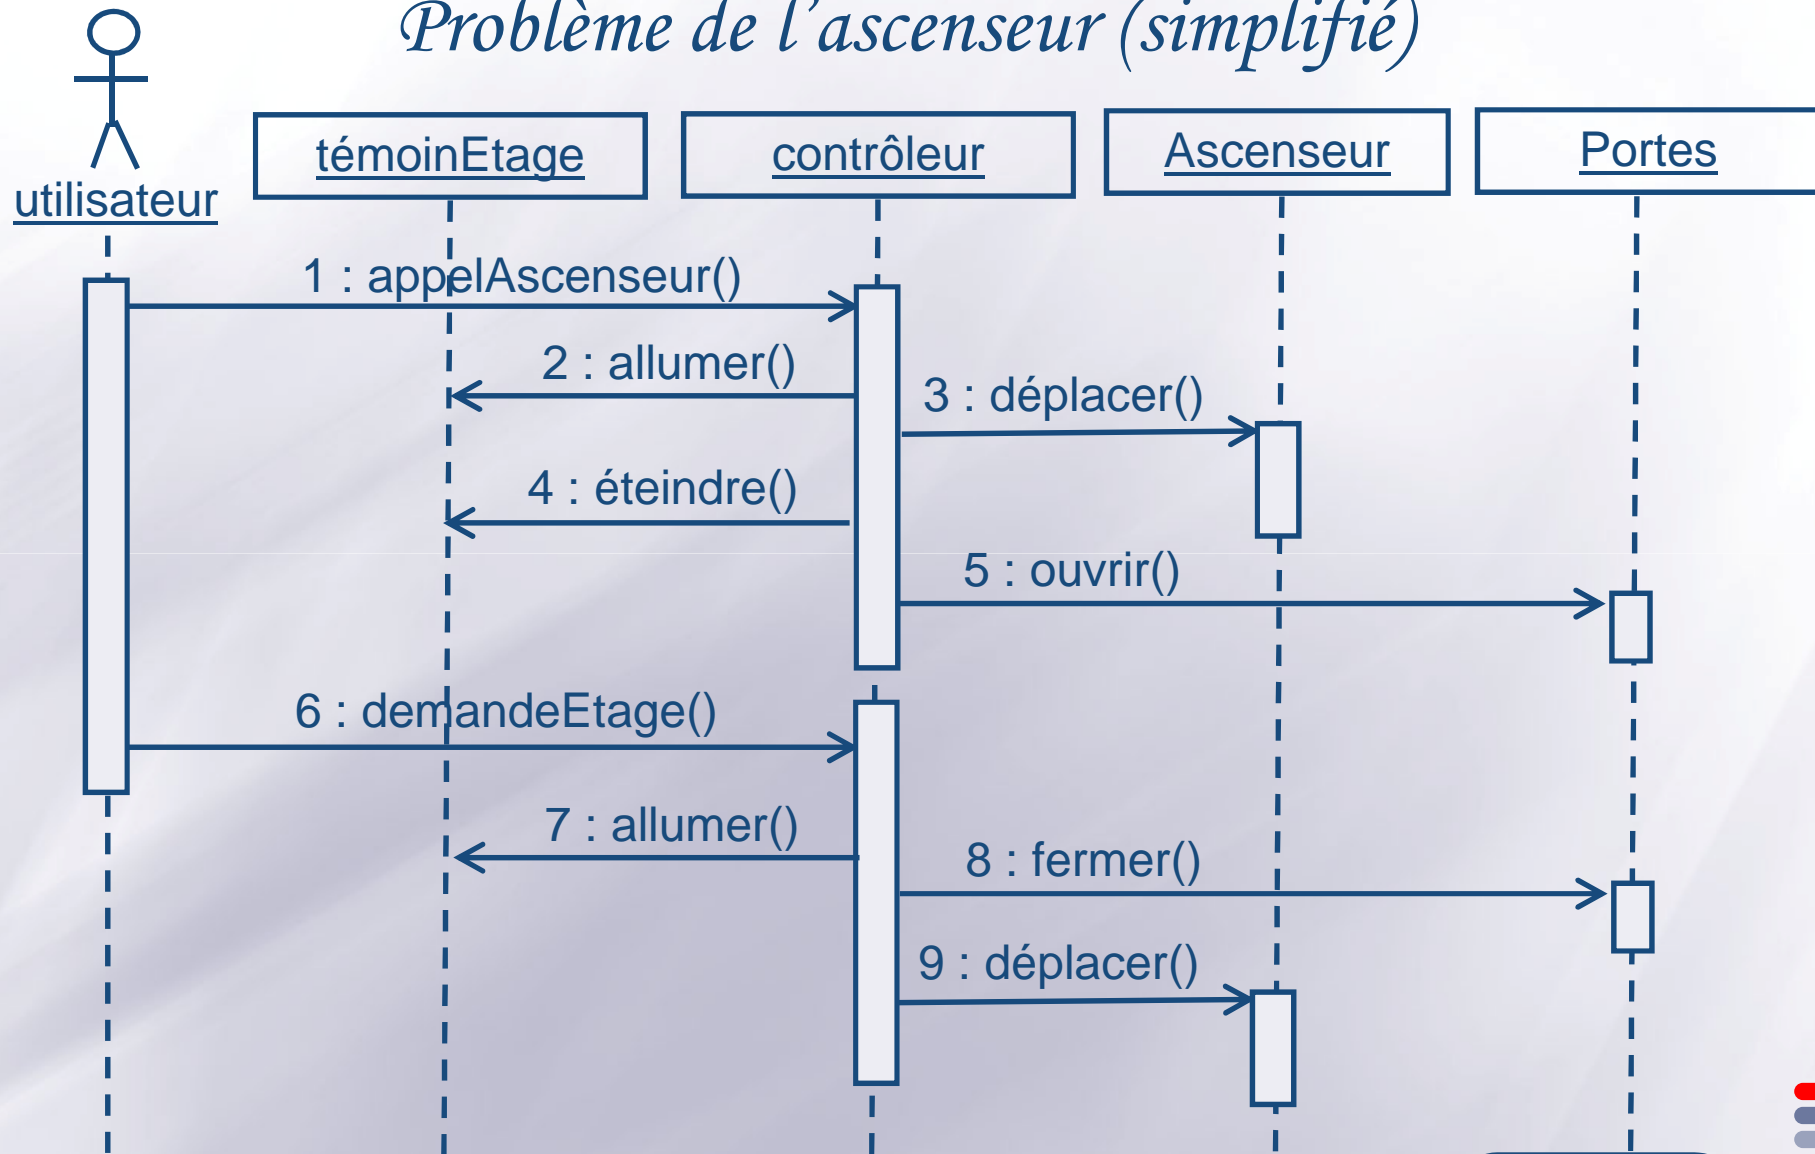 Problème de l'ascenseur (simplifié)
utilisateur
témoinEtage
contrôleur
Ascenseur
Portes
1 : appelAscenseur()
2 : allumer()
3 : déplacer()
4 : éteindre()
5 : ouvrir()
6 : demandeEtage()
7 : allumer()
8 : fermer()
9 : déplacer()